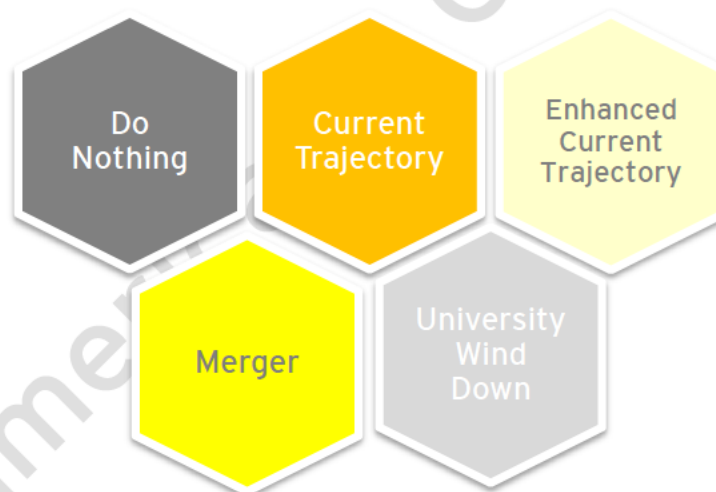 Do
Nothing
Current
Trajectory
Enhanced
Current
Trajectory
Merger
University
Wind
Down